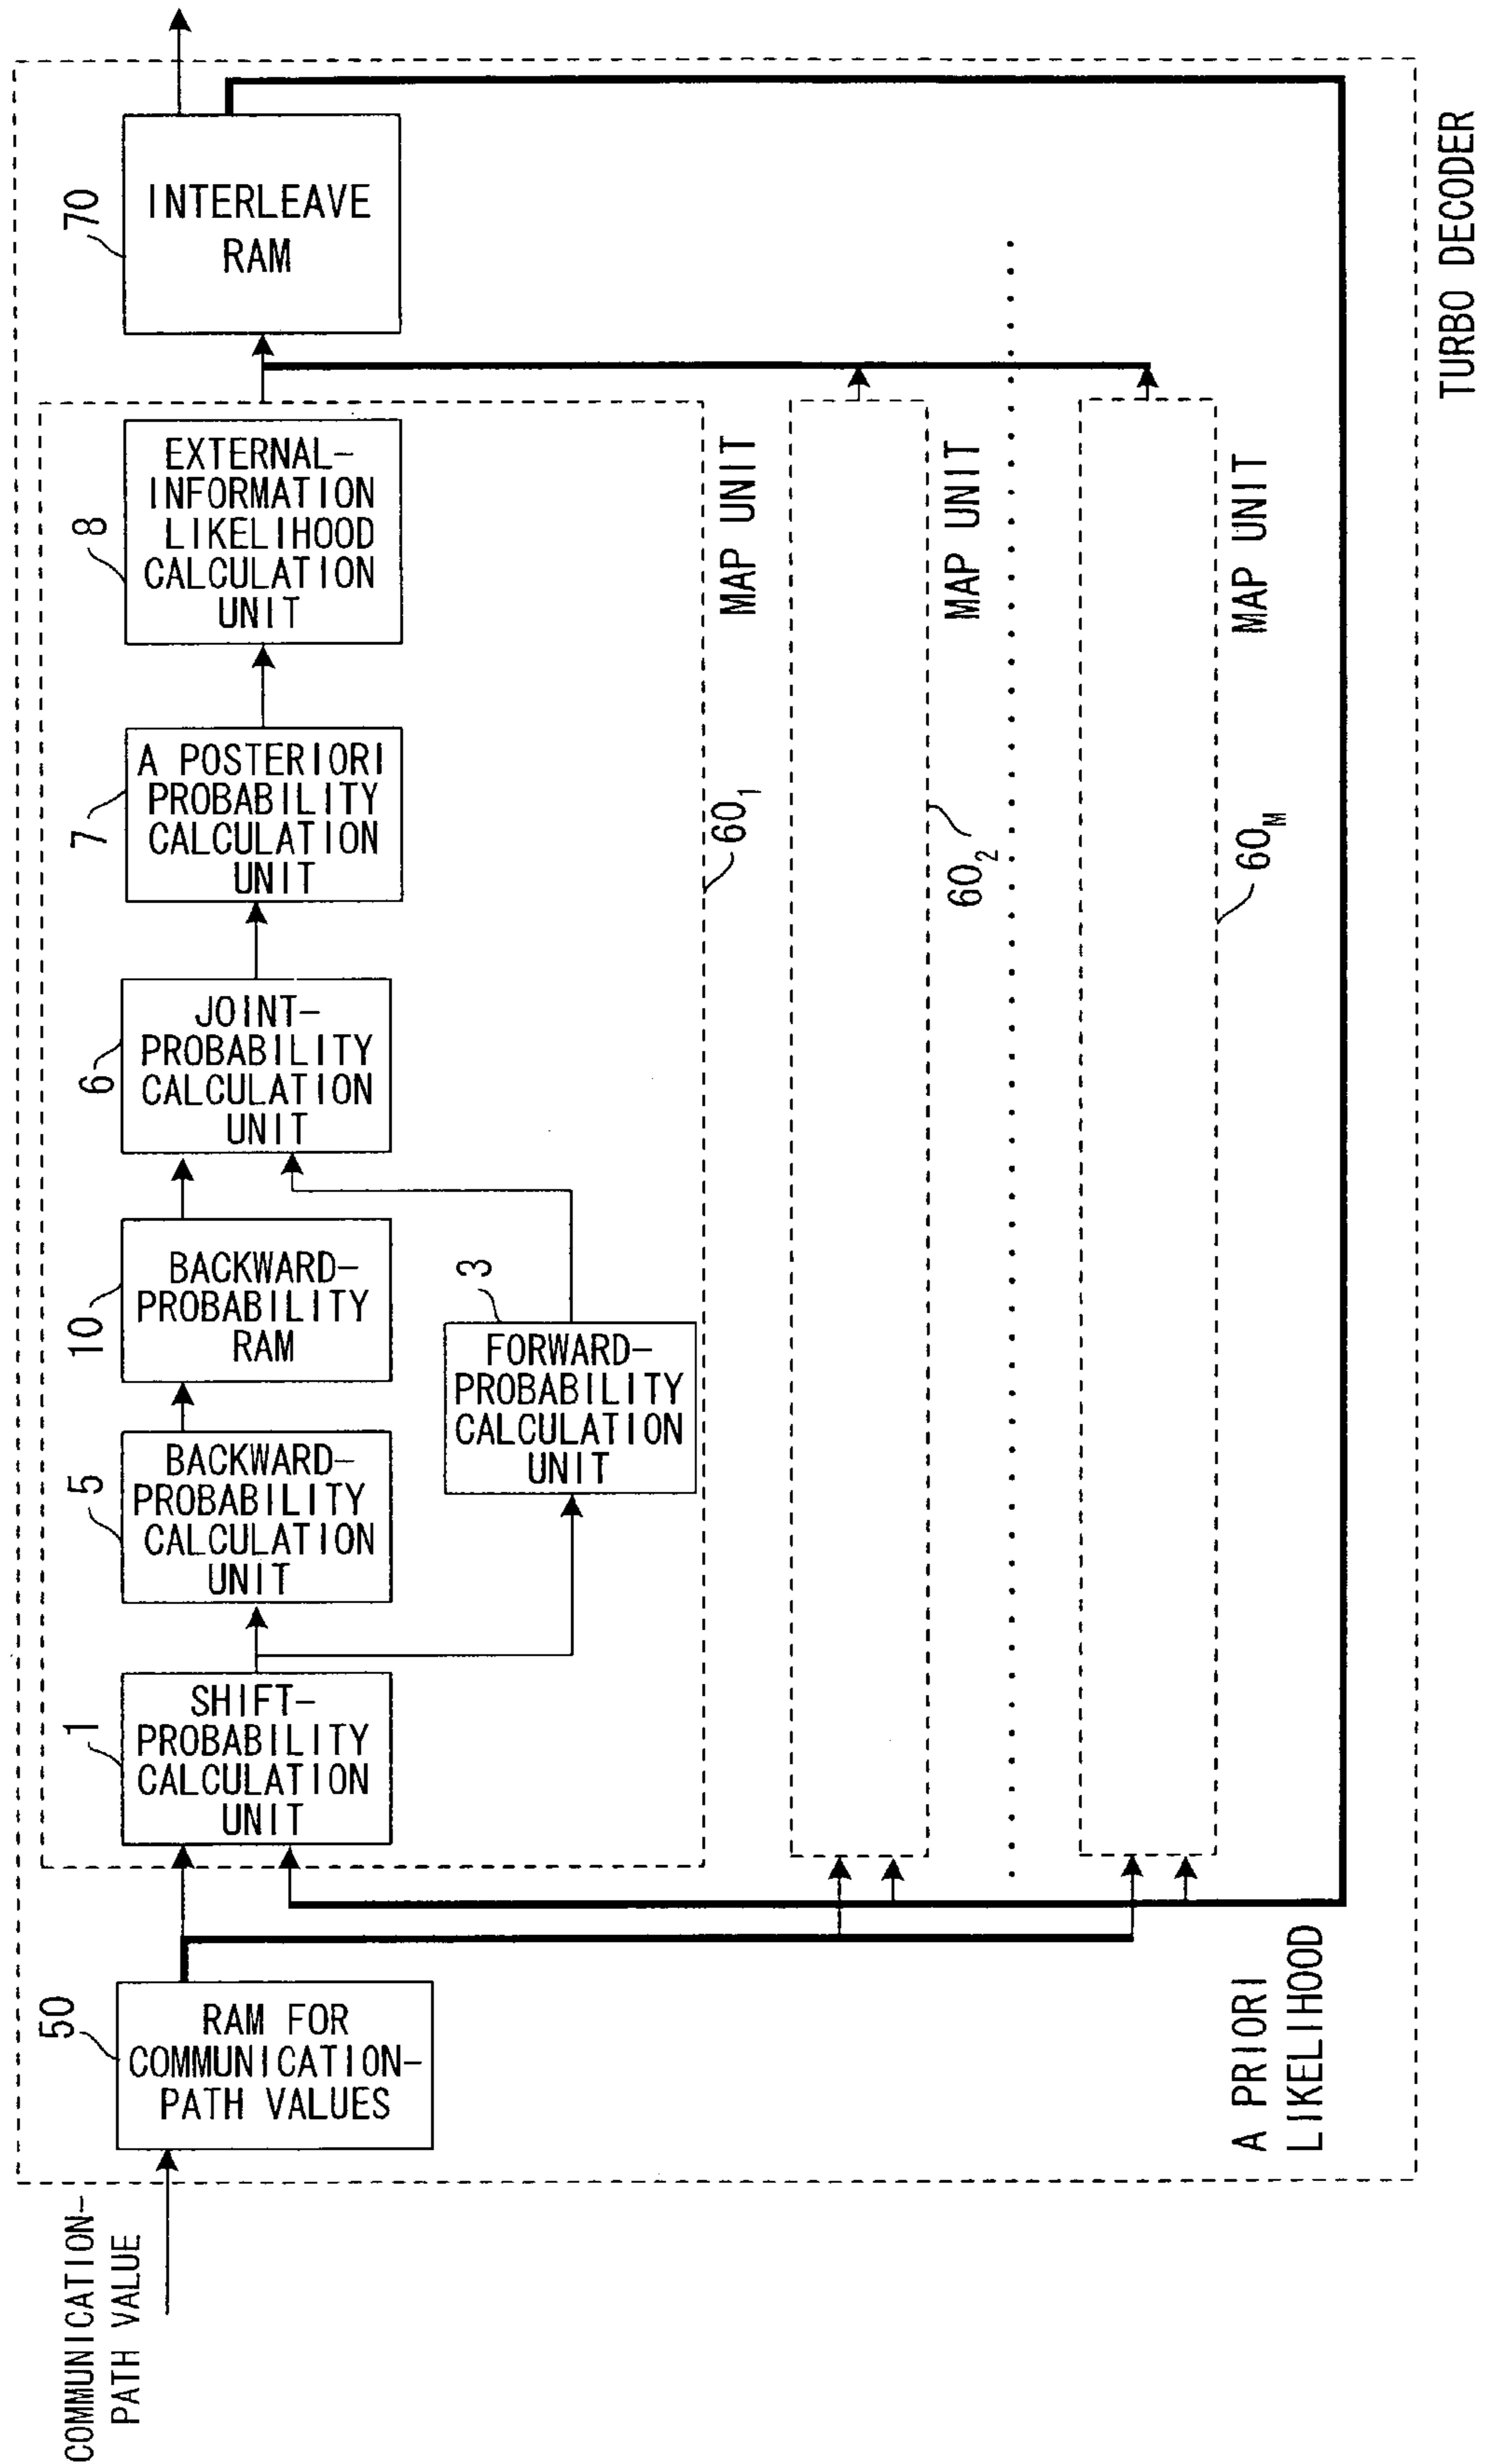 COMMUNICATION-
PATH VALUE
50
RAM FOR
COMMUNICATION-
PATH VALUES
1
SHIFT-
PROBABILITY
CALCULATION
UNIT
5
BACKWARD-
PROBABILITY
CALCULATION
UNIT
10
BACKWARD-
PROBABILITY
RAM
3
FORWARD-
PROBABILITY
CALCULATION
UNIT
6
JOINT-
PROBABILITY
CALCULATION
UNIT
7
A POSTERIORI
PROBABILITY
CALCULATION
UNIT
8
EXTERNAL-
INFORMATION
LIKELIHOOD
CALCULATION
UNIT
70
INTERLEAVE
RAM
60₁
MAP UNIT
60₂
MAP UNIT
60M
MAP UNIT
A PRIORI
LIKELIHOOD
TURBO DECODER